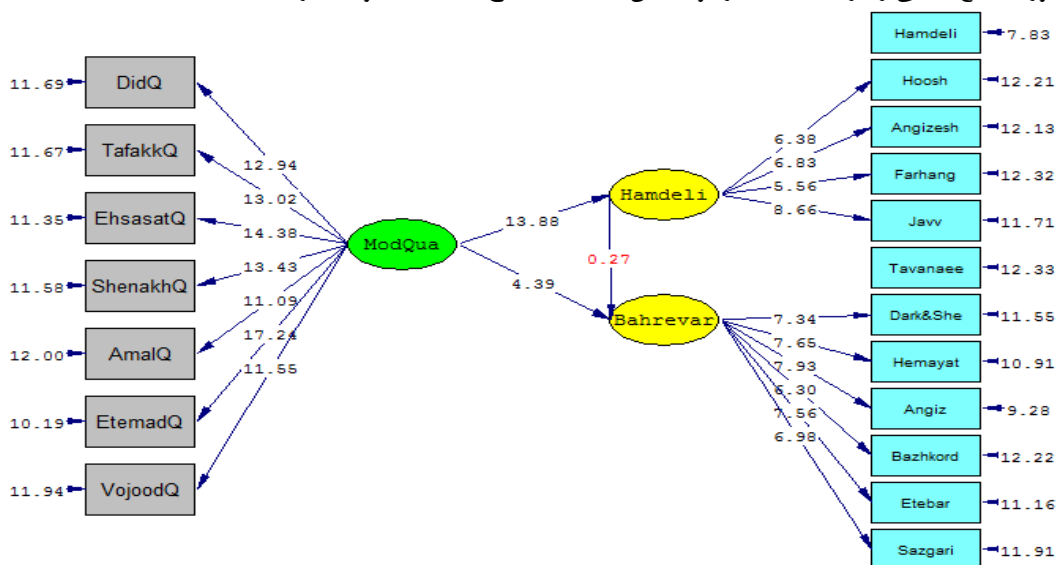 11.69 DidQ
11.67 TafakkQ
11.35 EhsasatQ
11.58 ShenakhQ
12.00 AmalQ
10.19 EtemadQ
11.94 VojoodQ
12.94
13.02
14.38
13.43
11.09
17.24
11.55
ModQua
13.88
4.39
Hamdeli
0.27
Bahrevar
6.38
6.83
5.56
8.66
7.34
7.65
7.93
6.30
7.56
6.98
Hamdeli 7.83
Hoosh 12.21
Angizesh 12.13
Farhang 12.32
Javv 11.71
Tavanaee 12.33
Dark&She 11.55
Hemayat 10.91
Angiz 9.28
Bazhkord 12.22
Etebar 11.16
Sazgari 11.91